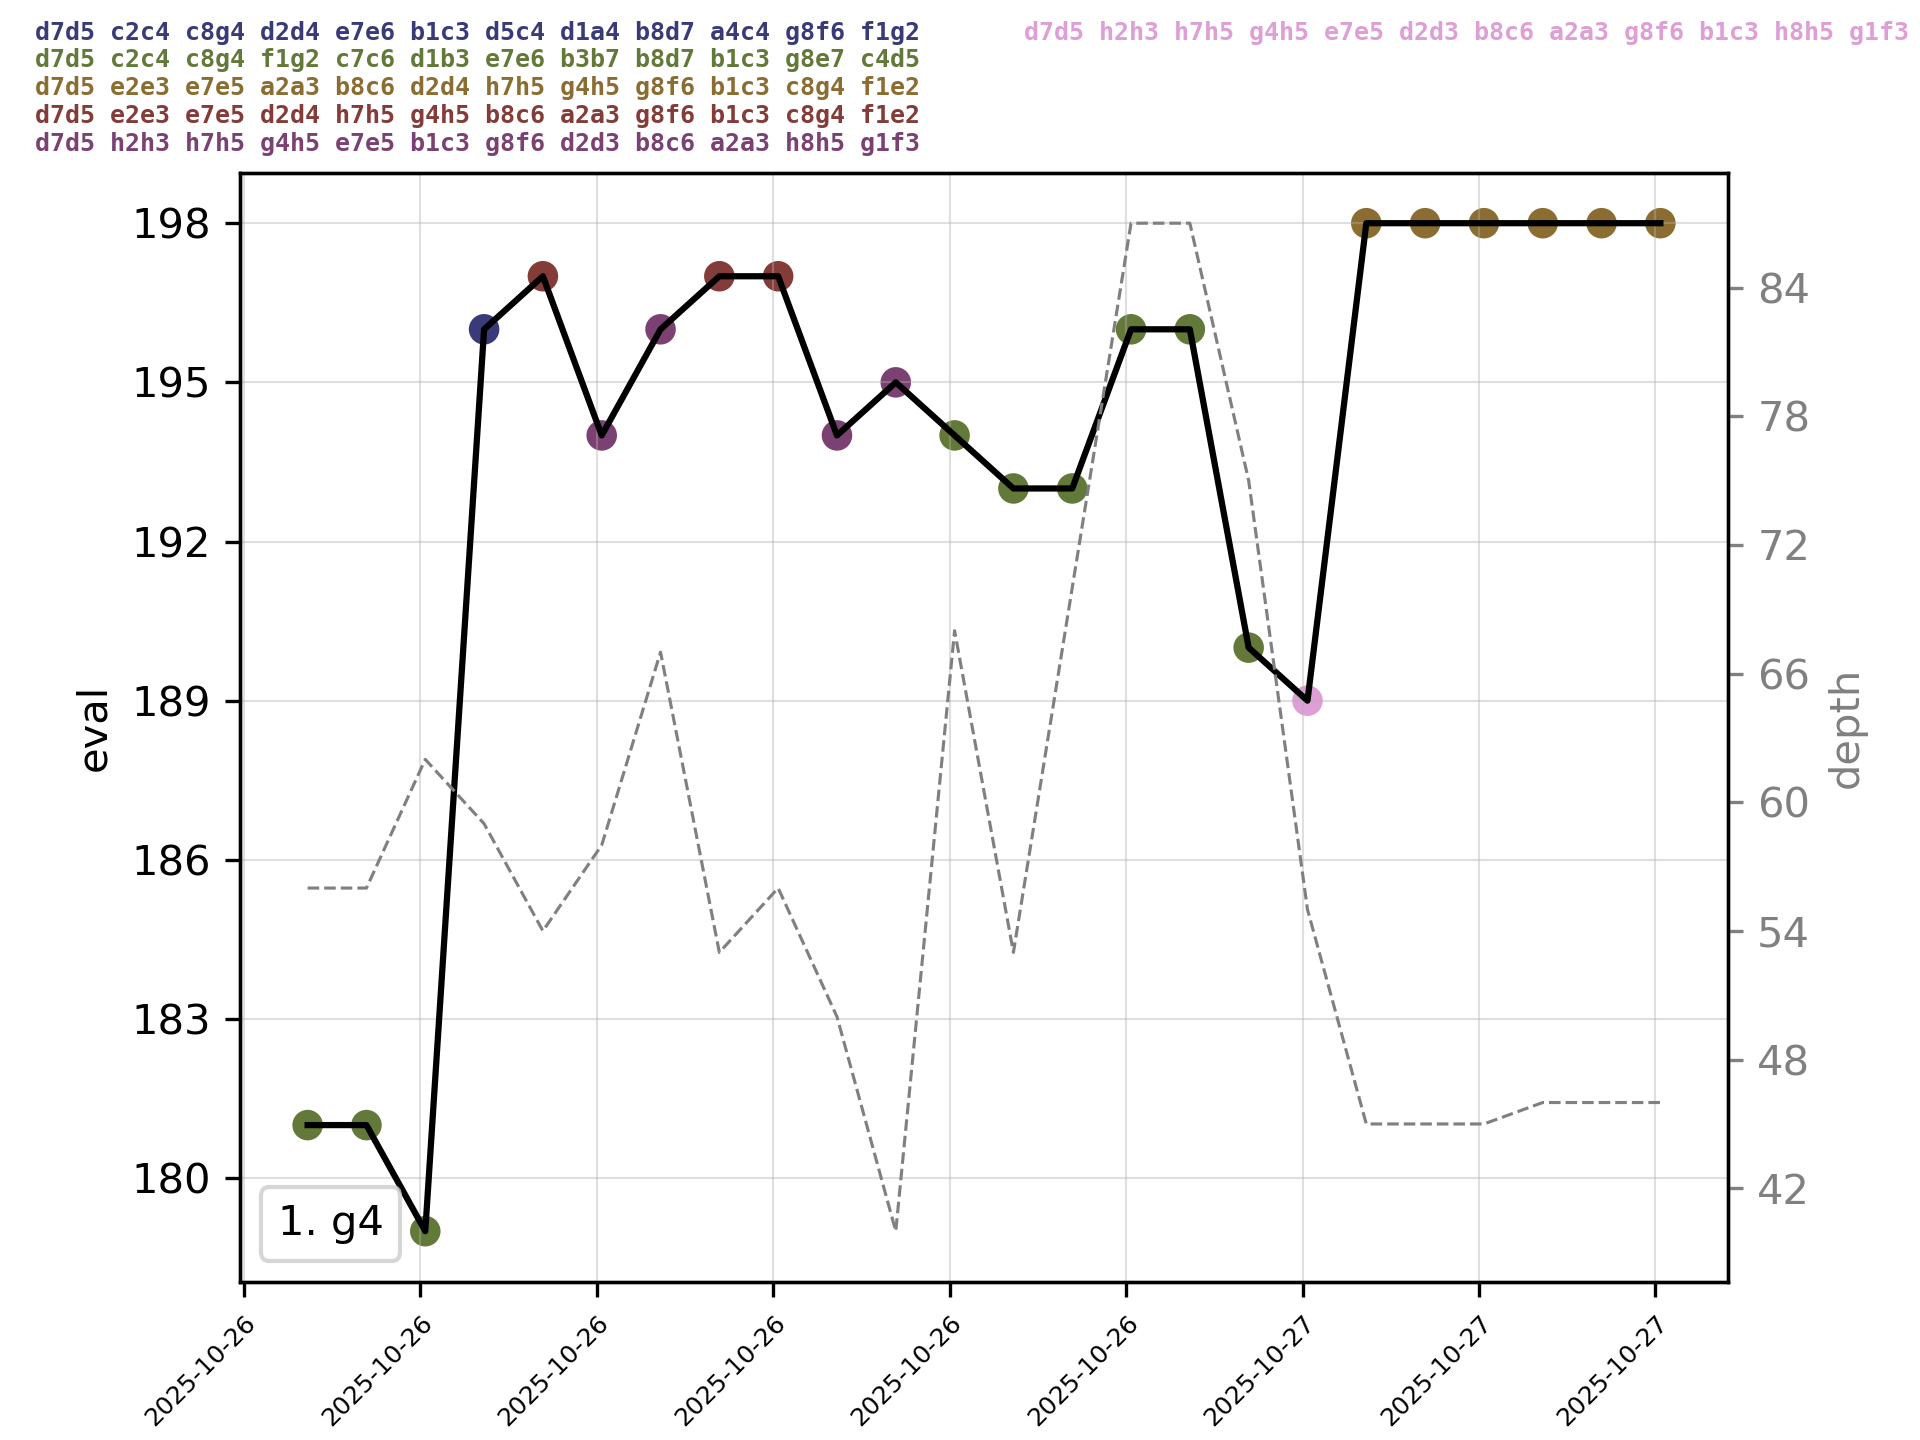 d7d5 c2c4 c8g4 d2d4 e7e6 b1c3 d5c4 d1a4 b8d7 a4c4 g8f6 f1g2
d7d5 c2c4 c8g4 f1g2 c7c6 d1b3 e7e6 b3b7 b8d7 b1c3 g8e7 c4d5
d7d5 e2e3 e7e5 a2a3 b8c6 d2d4 h7h5 g4h5 g8f6 b1c3 c8g4 f1e2
d7d5 e2e3 e7e5 d2d4 h7h5 g4h5 b8c6 a2a3 g8f6 b1c3 c8g4 f1e2
d7d5 h2h3 h7h5 g4h5 e7e5 b1c3 g8f6 d2d3 b8c6 a2a3 h8h5 g1f3
d7d5 h2h3 h7h5 g4h5 e7e5 d2d3 b8c6 a2a3 g8f6 b1c3 h8h5 g1f3
eval
198
195
192
189
186
183
180
1. g4
84
78
72
66
60
54
48
42
depth
2025-10-26
2025-10-26
2025-10-26
2025-10-26
2025-10-26
2025-10-26
2025-10-27
2025-10-27
2025-10-27